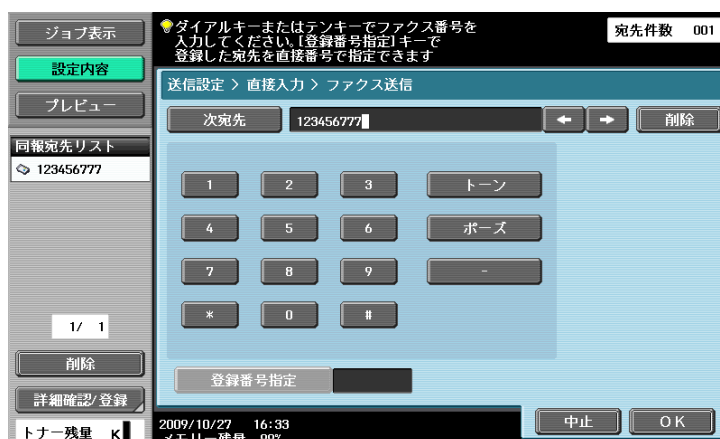 ジョブ表示
設定内容
プレビュー
同報宛先リスト
123456777
1/ 1
削除
詳細確認/登録
トナー残量 K
ダイアルキーまたはテンキーでファクス番号を
入力してください。[登録番号指定]キーで
登録した宛先を直接番号で指定できます
宛先件数 001
送信設定 > 直接入力 > ファクス送信
次宛先 123456777 ← → 削除
1 2 3 トーン
4 5 6 ポーズ
7 8 9 -
* 0 #
登録番号指定
2009/10/27 16:33
メモリー残量 99%
中止 OK